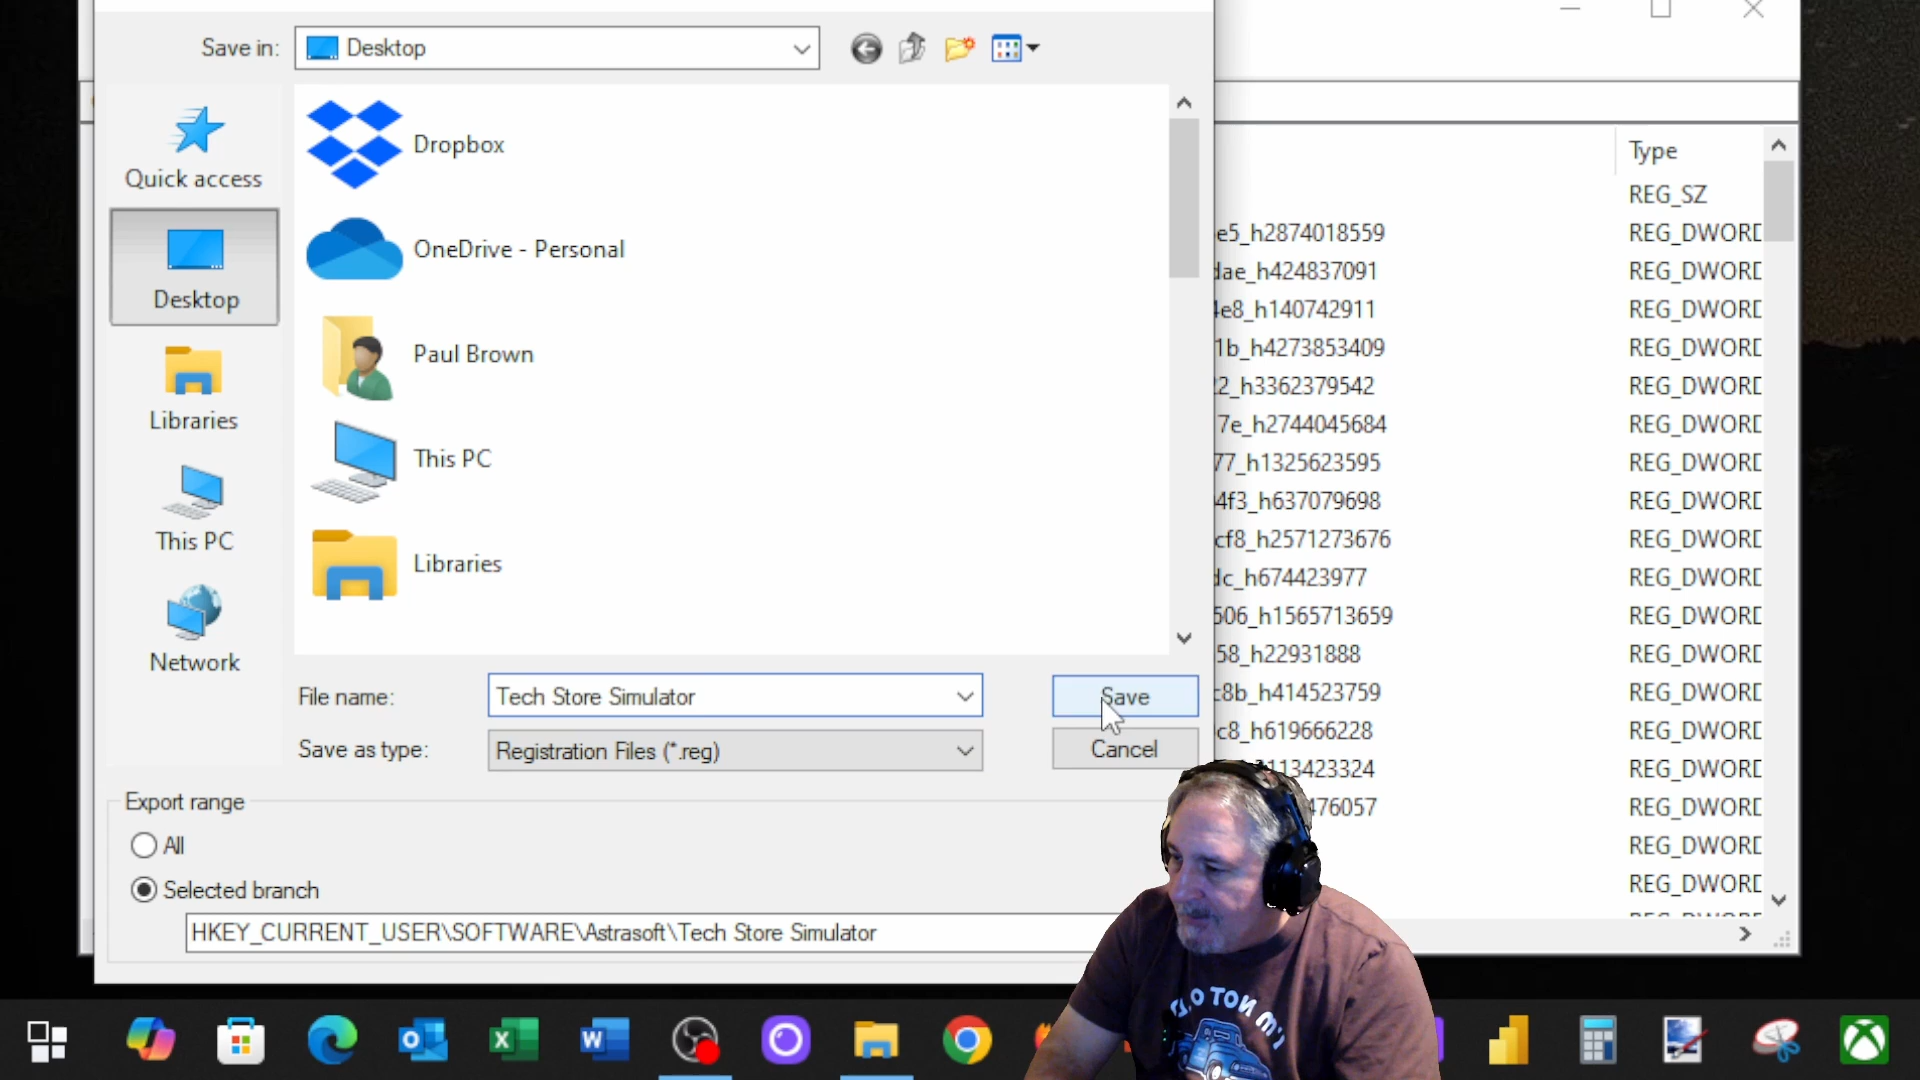 Save in:
Desktop
Quick access
Desktop
Libraries
This PC
Network
Dropbox
OneDrive - Personal
Paul Brown
This PC
Libraries
File name:
Tech Store Simulator
Save
Save as type:
Registration Files (*.reg)
Cancel
Export range
All
Selected branch
HKEY_CURRENT_USER\SOFTWARE\Astrasoft\Tech Store Simulator
Type
REG_SZ
e5_h2874018559 REG_DWORD
dae_h424837091 REG_DWORD
4e8_h140742911 REG_DWORD
1b_h4273853409 REG_DWORD
22_h3362379542 REG_DWORD
7e_h2744045684 REG_DWORD
77_h1325623595 REG_DWORD
4f3_h637079698 REG_DWORD
cf8_h2571273676 REG_DWORD
dc_h674423977 REG_DWORD
606_h1565713659 REG_DWORD
58_h22931888 REG_DWORD
c8b_h414523759 REG_DWORD
c8_h619666228 REG_DWORD
113423324 REG_DWORD
476057 REG_DWORD
REG_DWORD
REG_DWORD
I'M NOT OLD